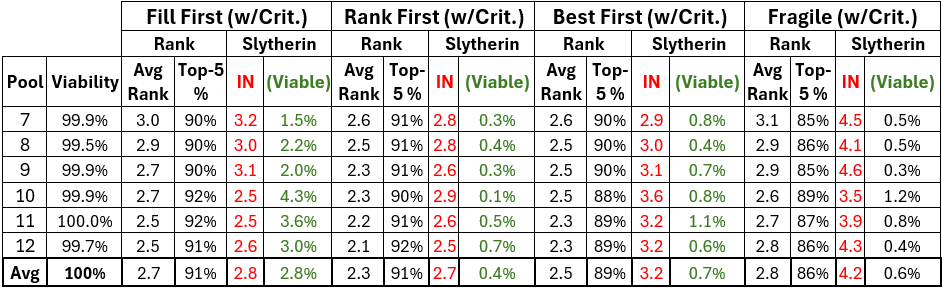 Fill First (w/Crit.) Rank First (w/Crit.) Best First (w/Crit.) Fragile (w/Crit.)
Rank Slytherin Rank Slytherin Rank Slytherin Rank Slytherin
Pool Viability Avg Rank Top-5 % IN (Viable) Avg Rank Top-5 % IN (Viable) Avg Rank Top-5 % IN (Viable) Avg Rank Top-5 % IN (Viable)
7 99.9% 3.0 90% 3.2 1.5% 2.6 91% 2.8 0.3% 2.6 90% 2.9 0.8% 3.1 85% 4.5 0.5%
8 99.5% 2.9 90% 3.0 2.2% 2.5 91% 2.8 0.4% 2.5 90% 3.0 0.4% 2.9 86% 4.1 0.5%
9 99.9% 2.7 90% 3.1 2.0% 2.3 91% 2.6 0.3% 2.5 90% 3.1 0.7% 2.9 85% 4.6 0.3%
10 99.9% 2.7 92% 2.5 4.3% 2.3 90% 2.9 0.1% 2.5 88% 3.6 0.8% 2.6 89% 3.5 1.2%
11 100.0% 2.5 92% 2.5 3.6% 2.2 91% 2.6 0.5% 2.3 89% 3.2 1.1% 2.7 87% 3.9 0.8%
12 99.7% 2.5 91% 2.6 3.0% 2.1 92% 2.5 0.7% 2.3 89% 3.2 0.6% 2.8 86% 4.3 0.4%
Avg 100% 2.7 91% 2.8 2.8% 2.3 91% 2.7 0.4% 2.5 89% 3.2 0.7% 2.8 86% 4.2 0.6%